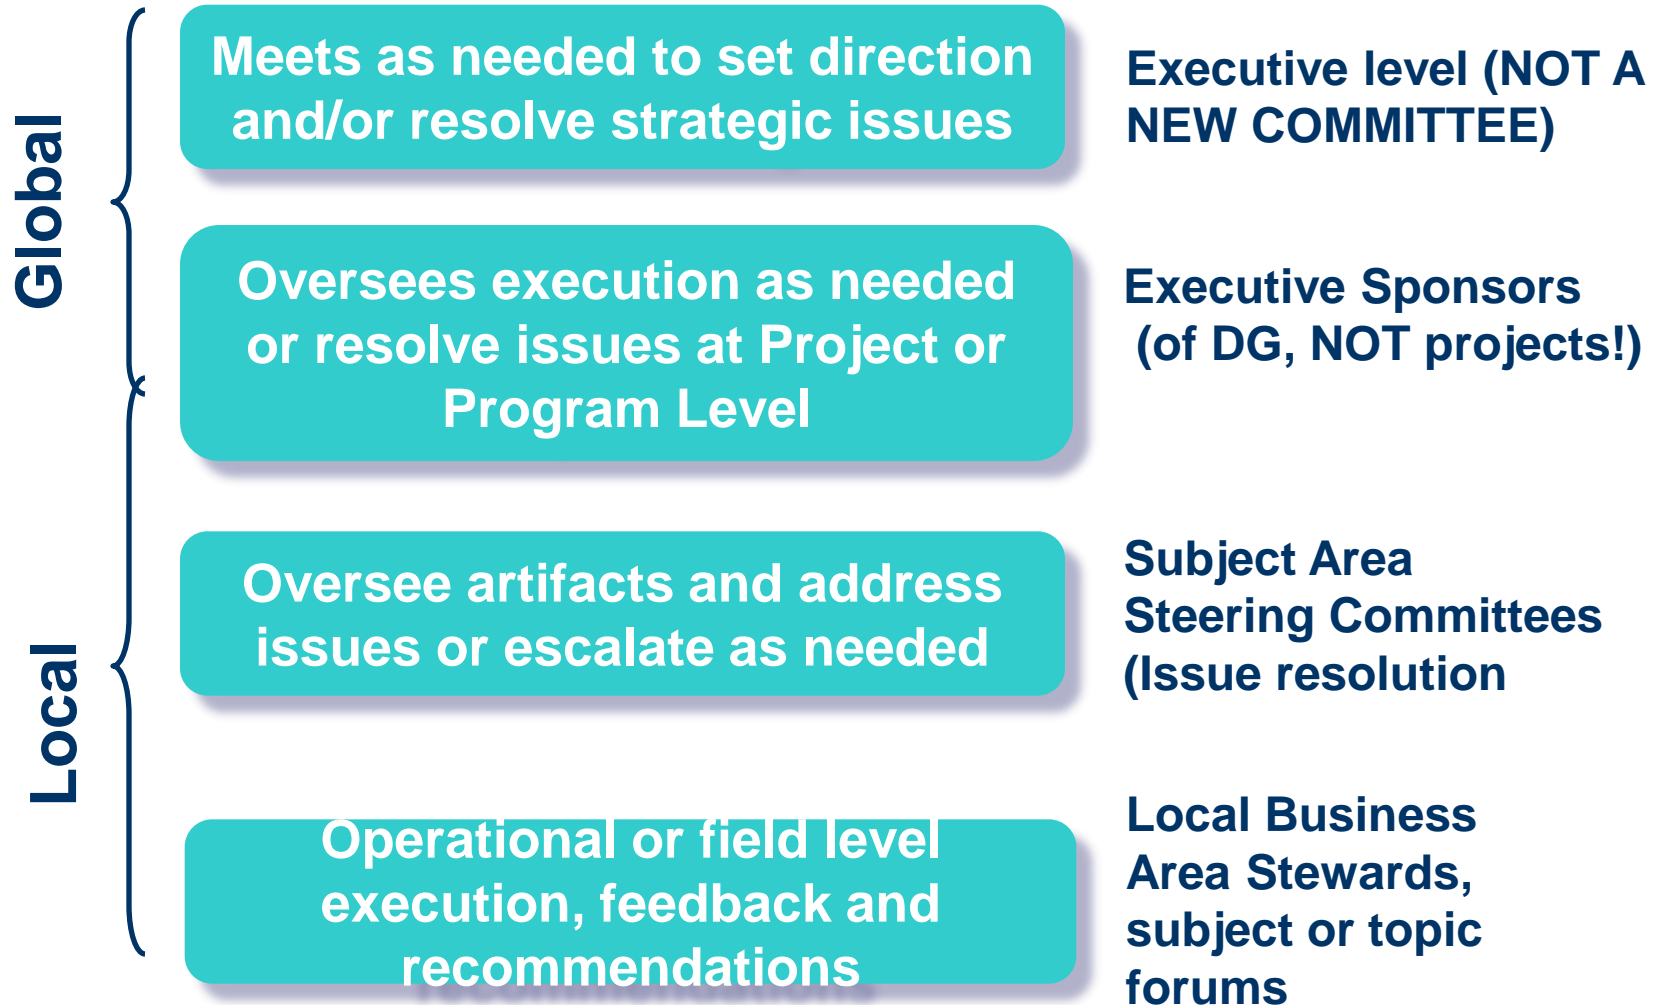 Global
Meets as needed to set direction
and/or resolve strategic issues
Executive level (NOT A
NEW COMMITTEE)
Oversees execution as needed
or resolve issues at Project or
Program Level
Executive Sponsors
(of DG, NOT projects!)
Local
Oversee artifacts and address
issues or escalate as needed
Subject Area
Steering Committees
(Issue resolution
Operational or field level
execution, feedback and
recommendations
Local Business
Area Stewards,
subject or topic
forums